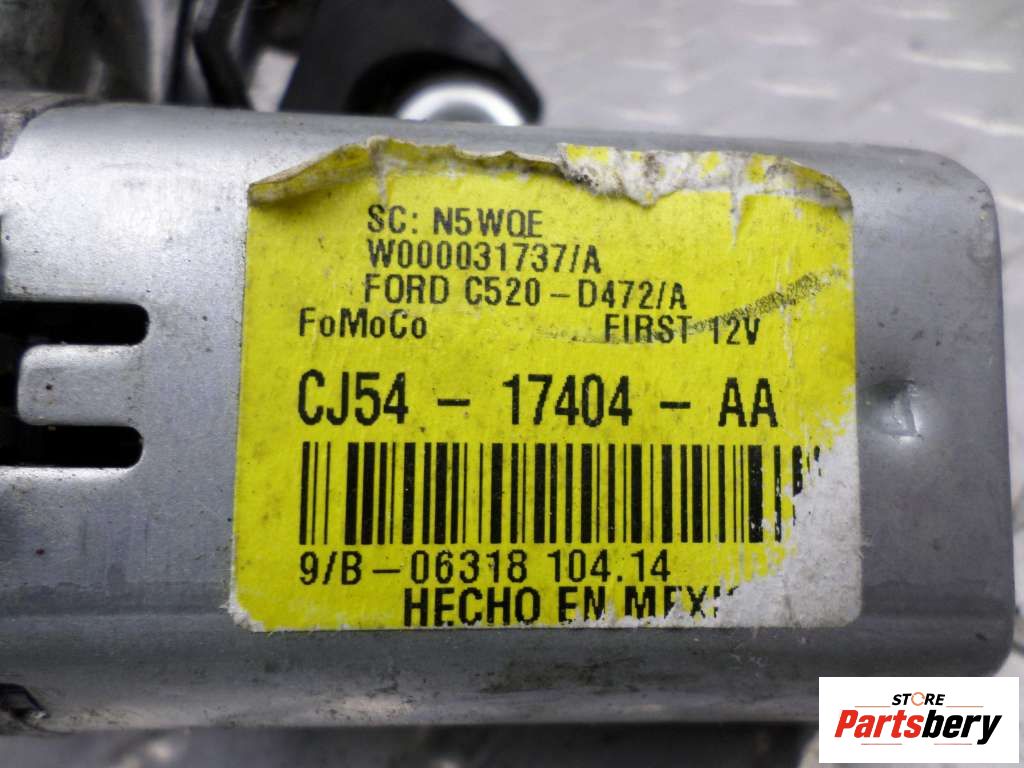 SC: N5WQE
W000031737/A
FORD C520-D472/A
FoMoCo FIRST 12V
CJ54 - 17404 - AA
9/B-06318 104.14
HECHO EN
STORE
Partsbery